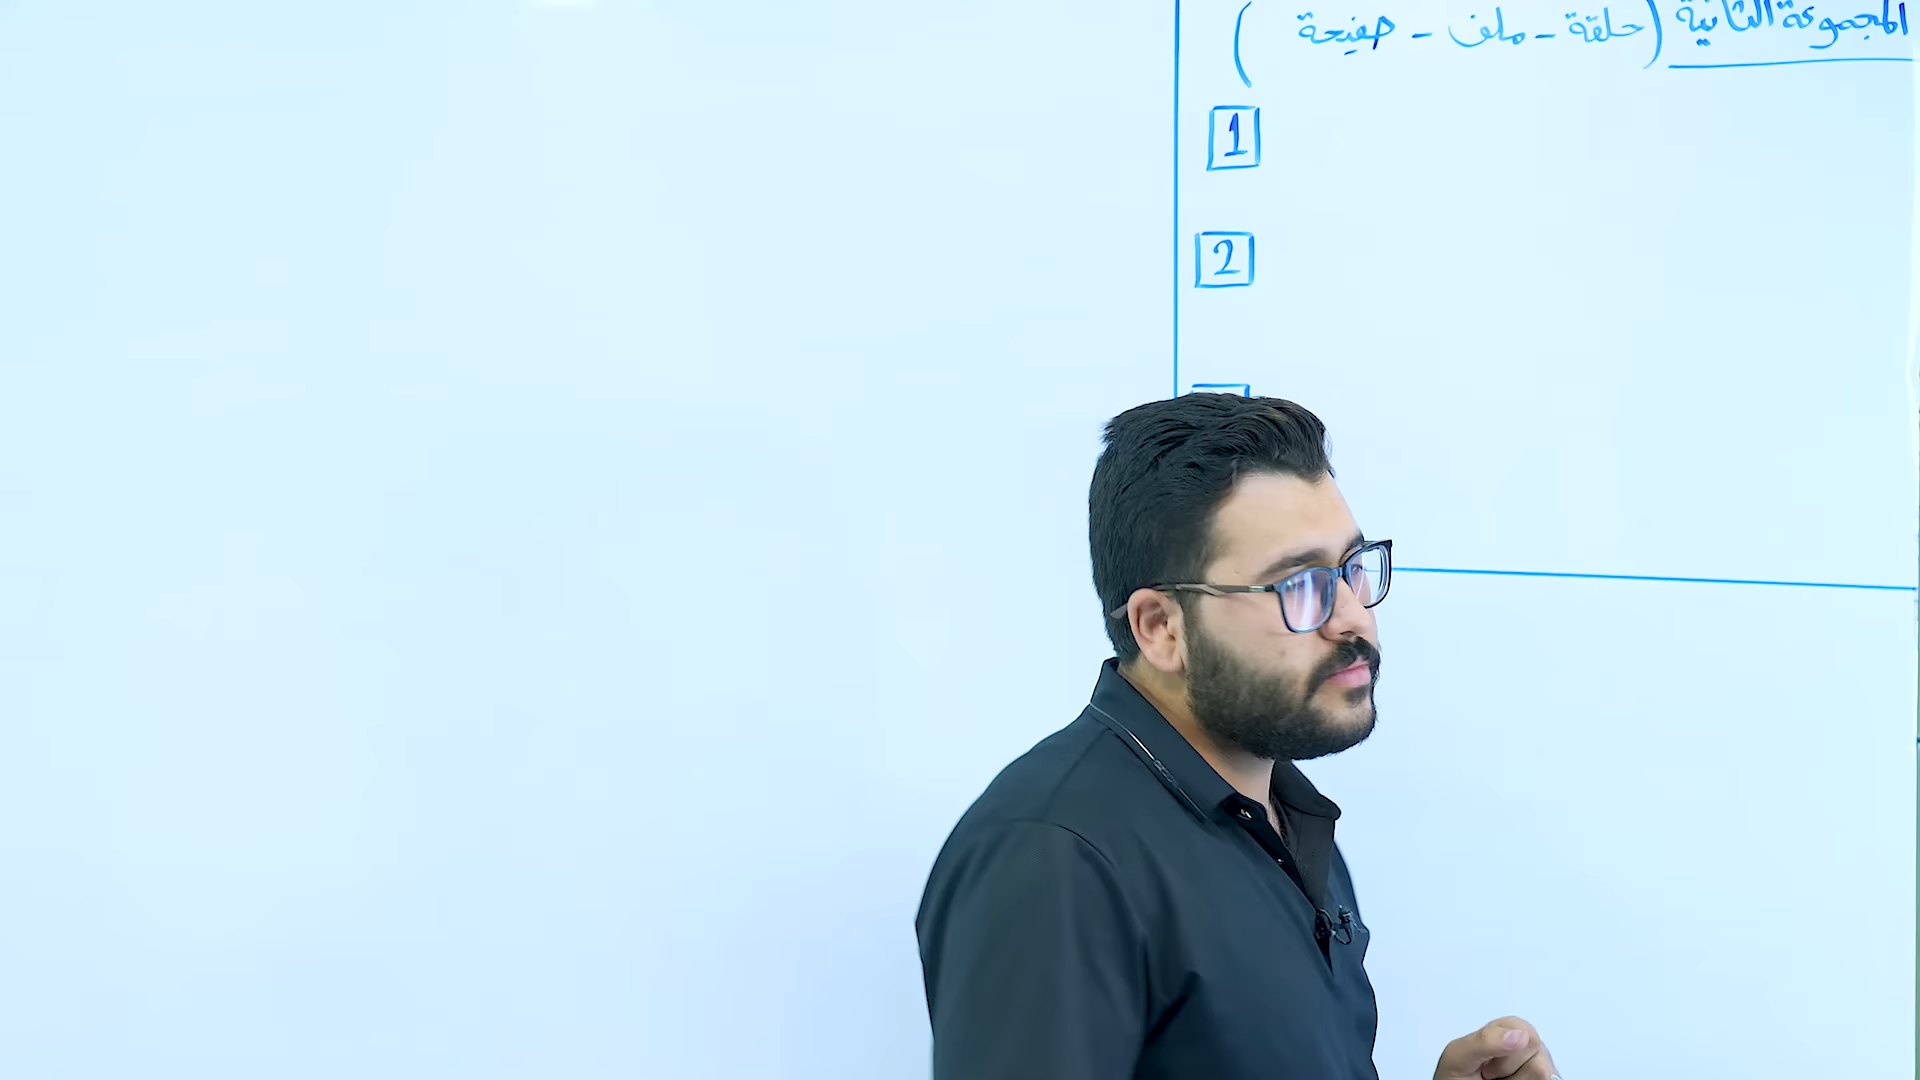 المجموعة الثانية (حلقة - ملف - صفيحة )
1
2